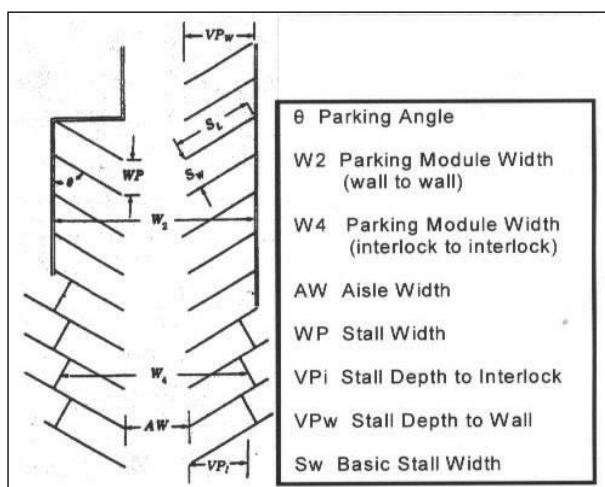 VPw
SL
WP
θ
Sw
W2
W4
AW
VPi
θ Parking Angle
W2 Parking Module Width
(wall to wall)
W4 Parking Module Width
(interlock to interlock)
AW Aisle Width
WP Stall Width
VPi Stall Depth to Interlock
VPw Stall Depth to Wall
Sw Basic Stall Width